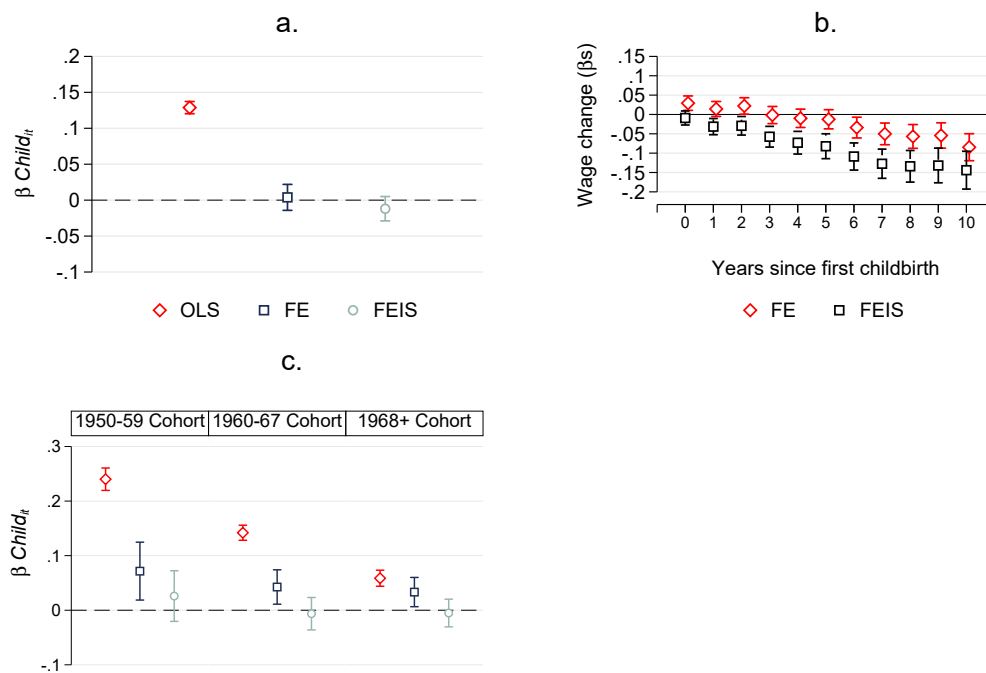 a.
β Child_it
.2
.15
.1
.05
0
-.05
-.1
OLS FE FEIS
b.
Wage change (βs)
.15
.1
.05
0
-.05
-.1
-.15
-.2
0 1 2 3 4 5 6 7 8 9 10
Years since first childbirth
FE FEIS
c.
1950-59 Cohort 1960-67 Cohort 1968+ Cohort
β Child_it
.3
.2
.1
0
-.1